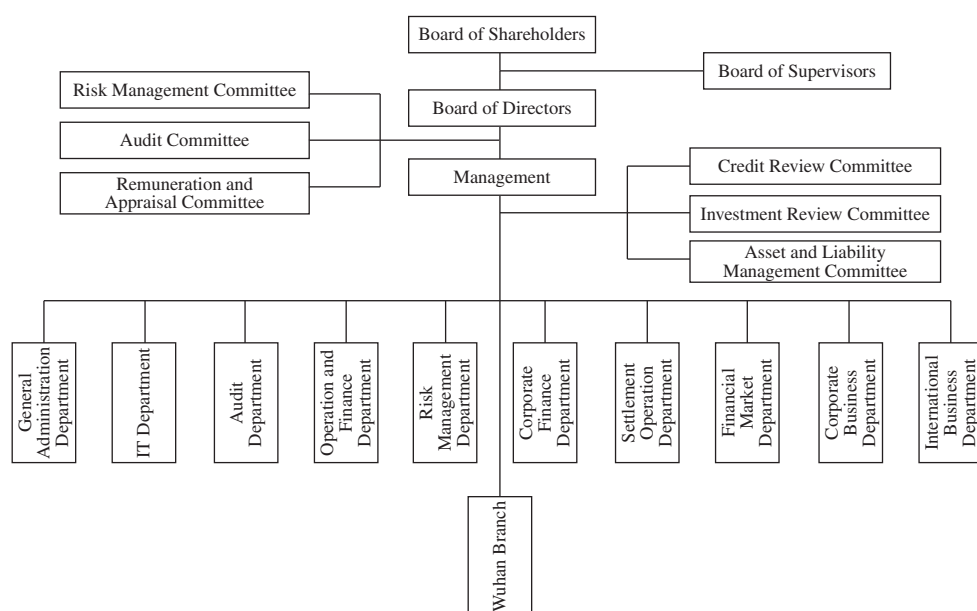 Board of Shareholders
Board of Supervisors
Risk Management Committee
Board of Directors
Audit Committee
Management
Credit Review Committee
Remuneration and
Appraisal Committee
Investment Review Committee
Asset and Liability
Management Committee
General
Administration
Department
IT Department
Audit
Department
Operation and
Finance
Department
Risk
Management
Department
Corporate
Finance
Department
Settlement
Operation
Department
Financial
Market
Department
Corporate
Business
Department
International
Business
Department
Wuhan Branch